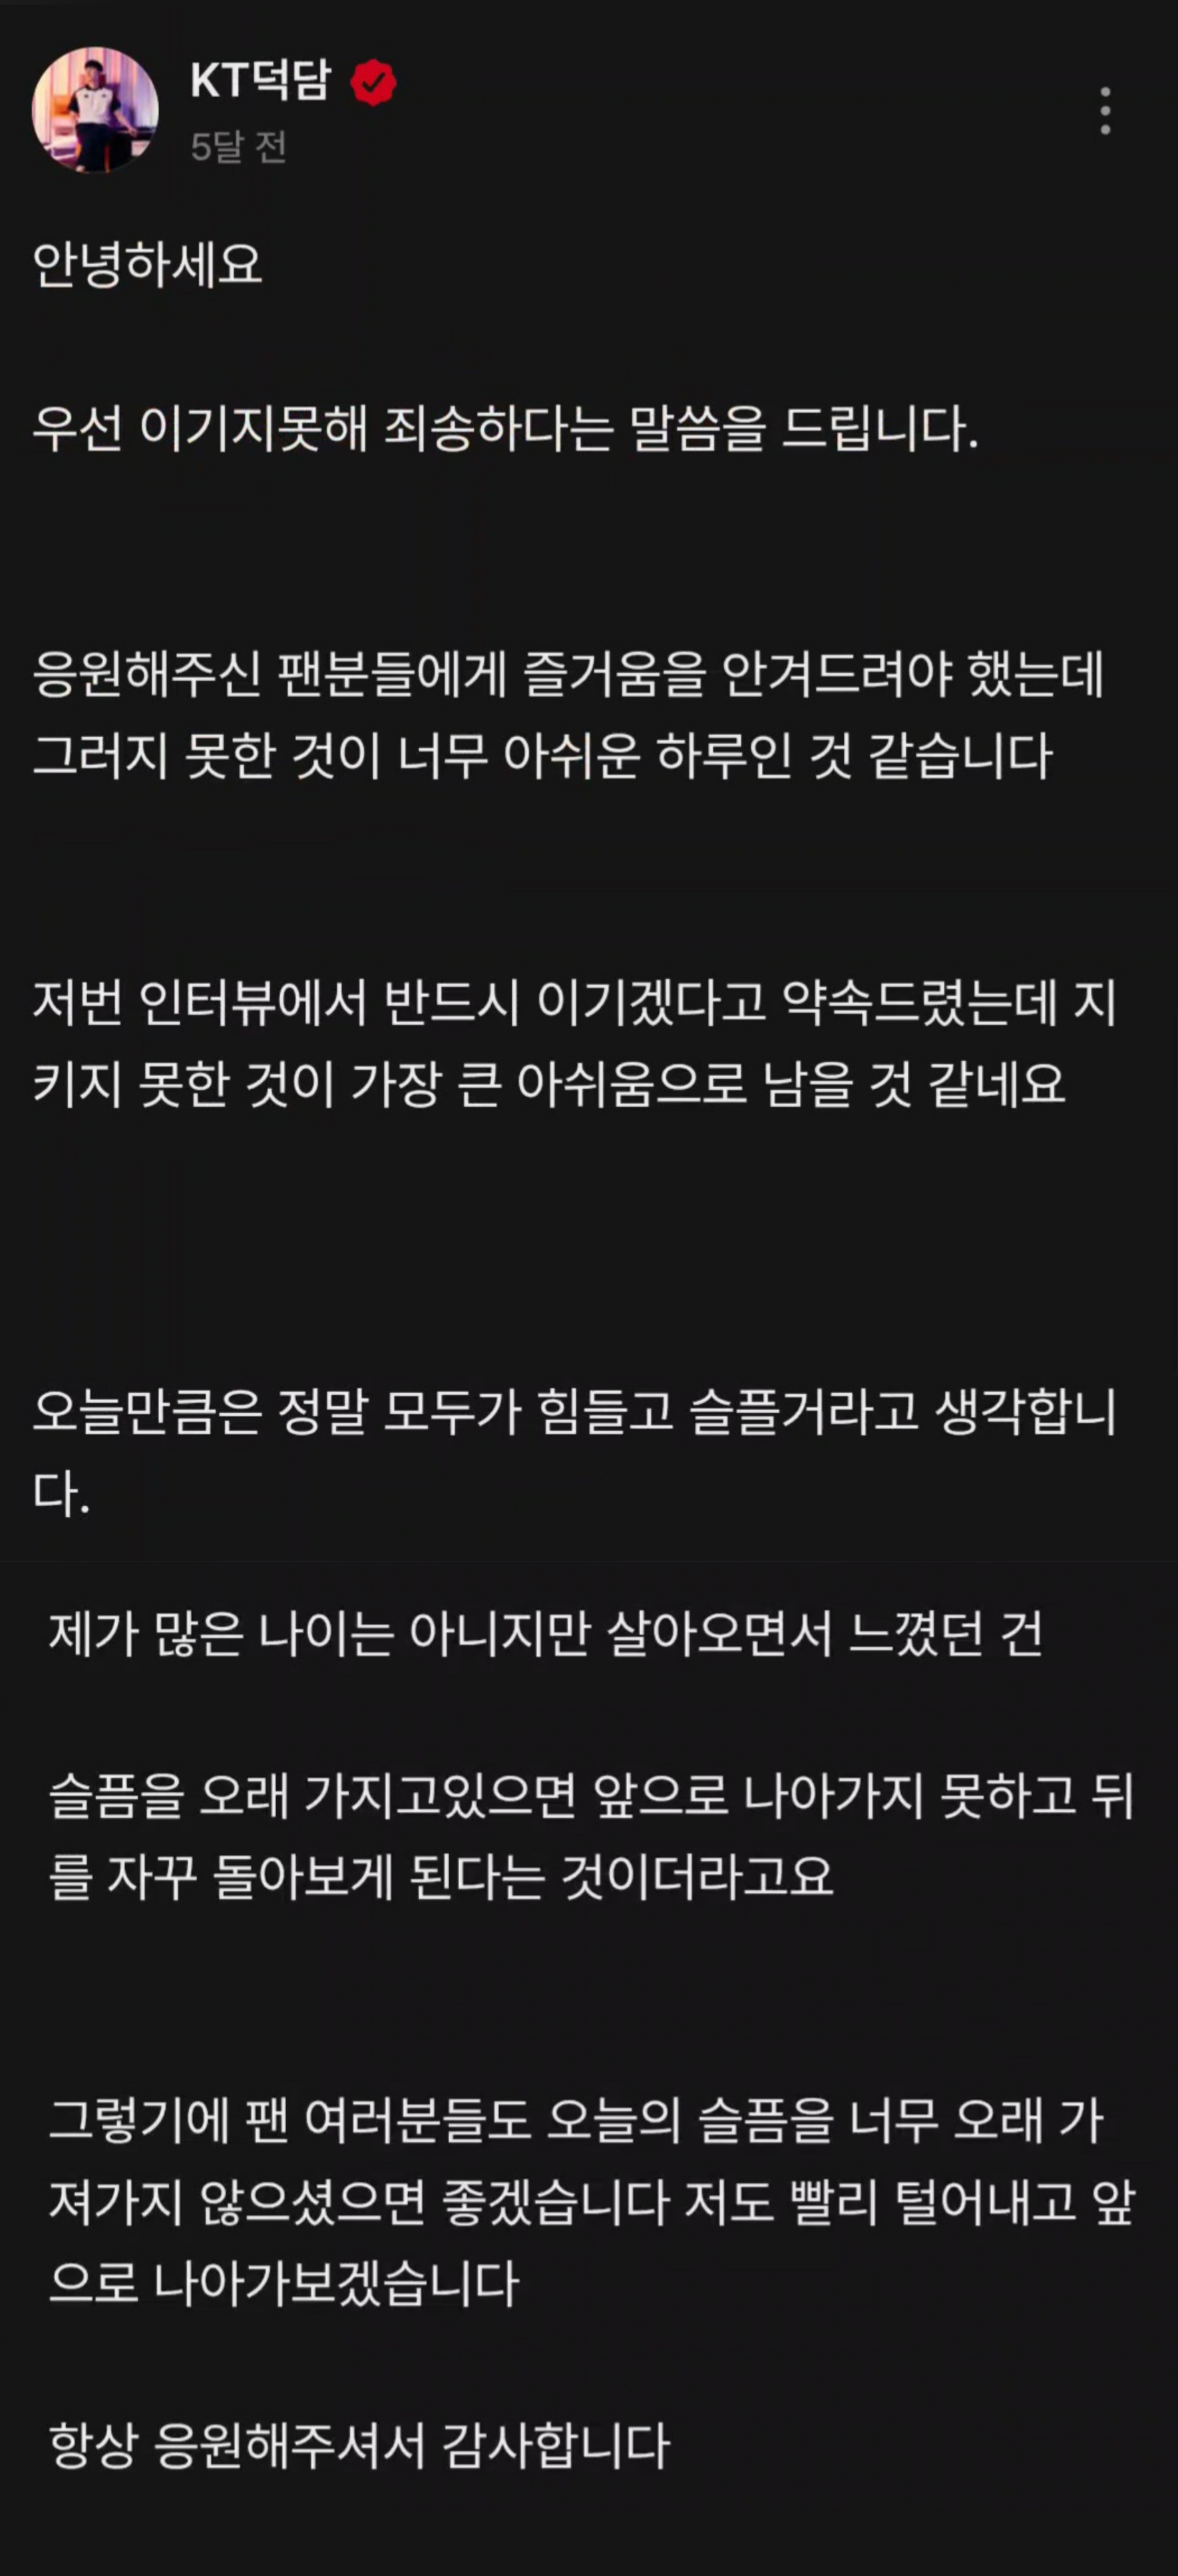 KT덕담
5달 전
안녕하세요
우선 이기지못해 죄송하다는 말씀을 드립니다.
응원해주신 팬분들에게 즐거움을 안겨드려야 했는데
그러지 못한 것이 너무 아쉬운 하루인 것 같습니다
저번 인터뷰에서 반드시 이기겠다고 약속드렸는데 지
키지 못한 것이 가장 큰 아쉬움으로 남을 것 같네요
오늘만큼은 정말 모두가 힘들고 슬플거라고 생각합니
다.
제가 많은 나이는 아니지만 살아오면서 느꼈던 건
슬픔을 오래 가지고있으면 앞으로 나아가지 못하고 뒤
를 자꾸 돌아보게 된다는 것이더라고요
그렇기에 팬 여러분들도 오늘의 슬픔을 너무 오래 가
져가지 않으셨으면 좋겠습니다 저도 빨리 털어내고 앞
으로 나아가보겠습니다
항상 응원해주셔서 감사합니다